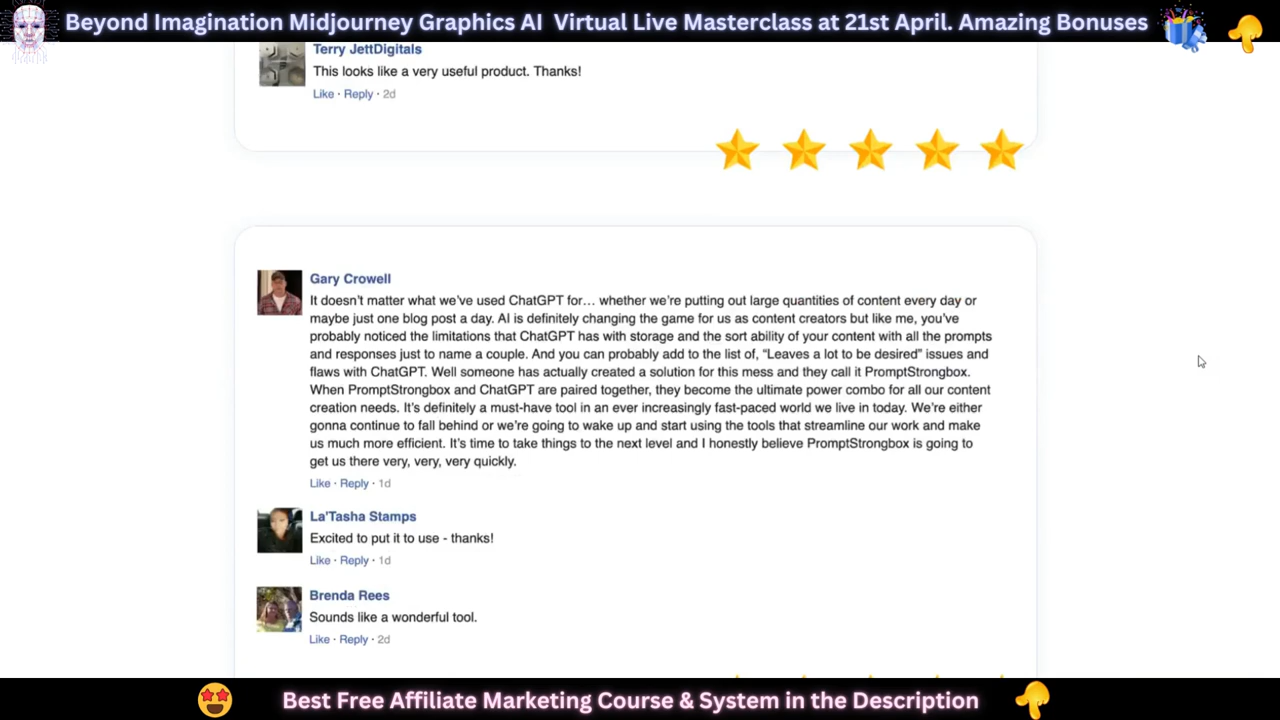 Beyond Imagination Midjourney Graphics AI  Virtual Live Masterclass at 21st April. Amazing Bonuses
Terry JettDigitals
This looks like a very useful product. Thanks!
Like · Reply · 2d
Gary Crowell
It doesn't matter what we've used ChatGPT for… whether we're putting out large quantities of content every day or
maybe just one blog post a day. AI is definitely changing the game for us as content creators but like me, you've
probably noticed the limitations that ChatGPT has with storage and the sort ability of your content with all the prompts
and responses just to name a couple. And you can probably add to the list of, “Leaves a lot to be desired” issues and
flaws with ChatGPT. Well someone has actually created a solution for this mess and they call it PromptStrongbox.
When PromptStrongbox and ChatGPT are paired together, they become the ultimate power combo for all our content
creation needs. It's definitely a must-have tool in an ever increasingly fast-paced world we live in today. We're either
gonna continue to fall behind or we're going to wake up and start using the tools that streamline our work and make
us much more efficient. It's time to take things to the next level and I honestly believe PromptStrongbox is going to
get us there very, very, very quickly.
Like · Reply · 1d
La'Tasha Stamps
Excited to put it to use - thanks!
Like · Reply · 1d
Brenda Rees
Sounds like a wonderful tool.
Like · Reply · 2d
Best Free Affiliate Marketing Course & System in the Description